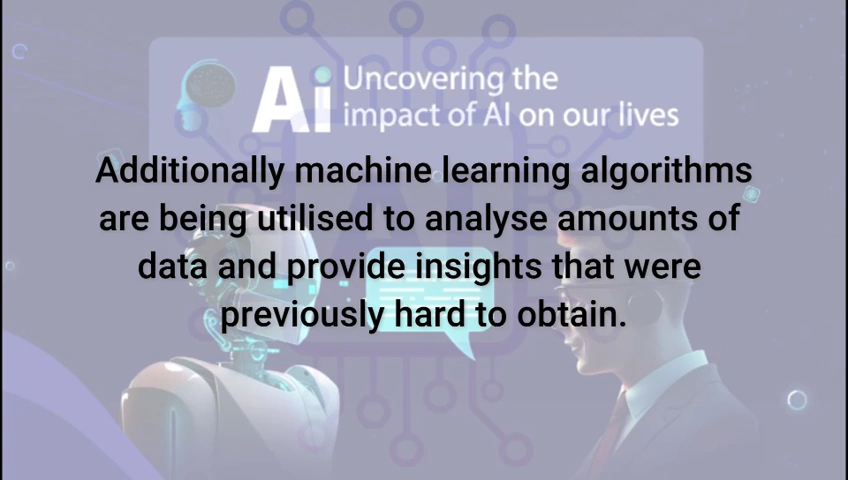 Ai Uncovering the
impact of AI on our lives
Additionally machine learning algorithms
are being utilised to analyse amounts of
data and provide insights that were
previously hard to obtain.
AI